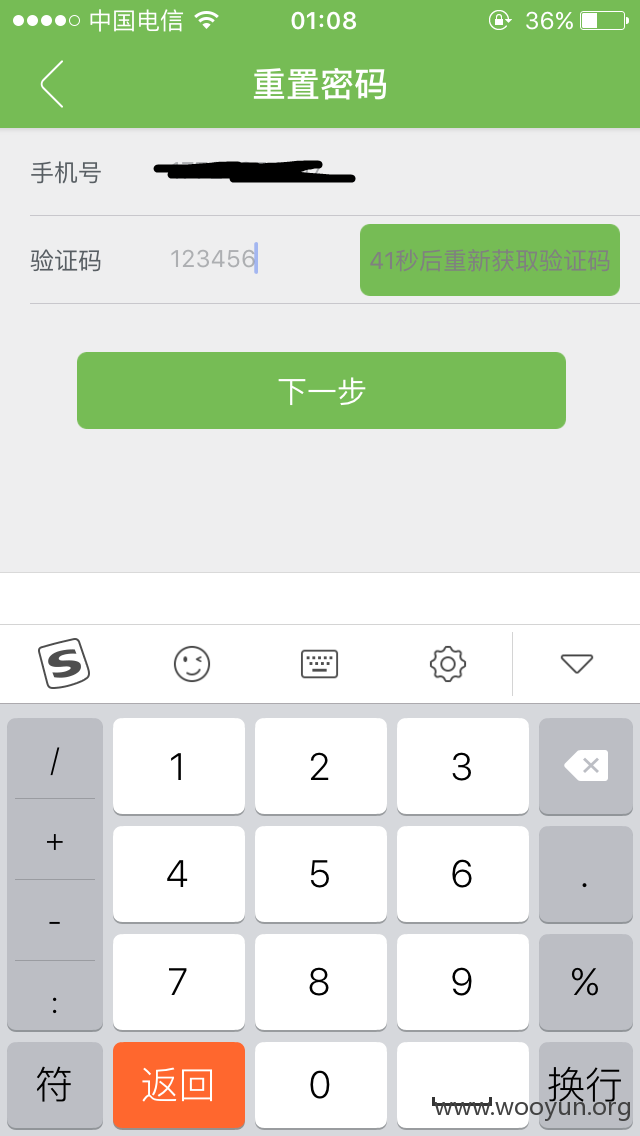 中国电信 01:08 36%
重置密码
手机号
验证码 123456 41秒后重新获取验证码
下一步
S
/ 1 2 3
+ 4 5 6 .
- 7 8 9 %
:
符 返回 0 换行
www.wooyun.org